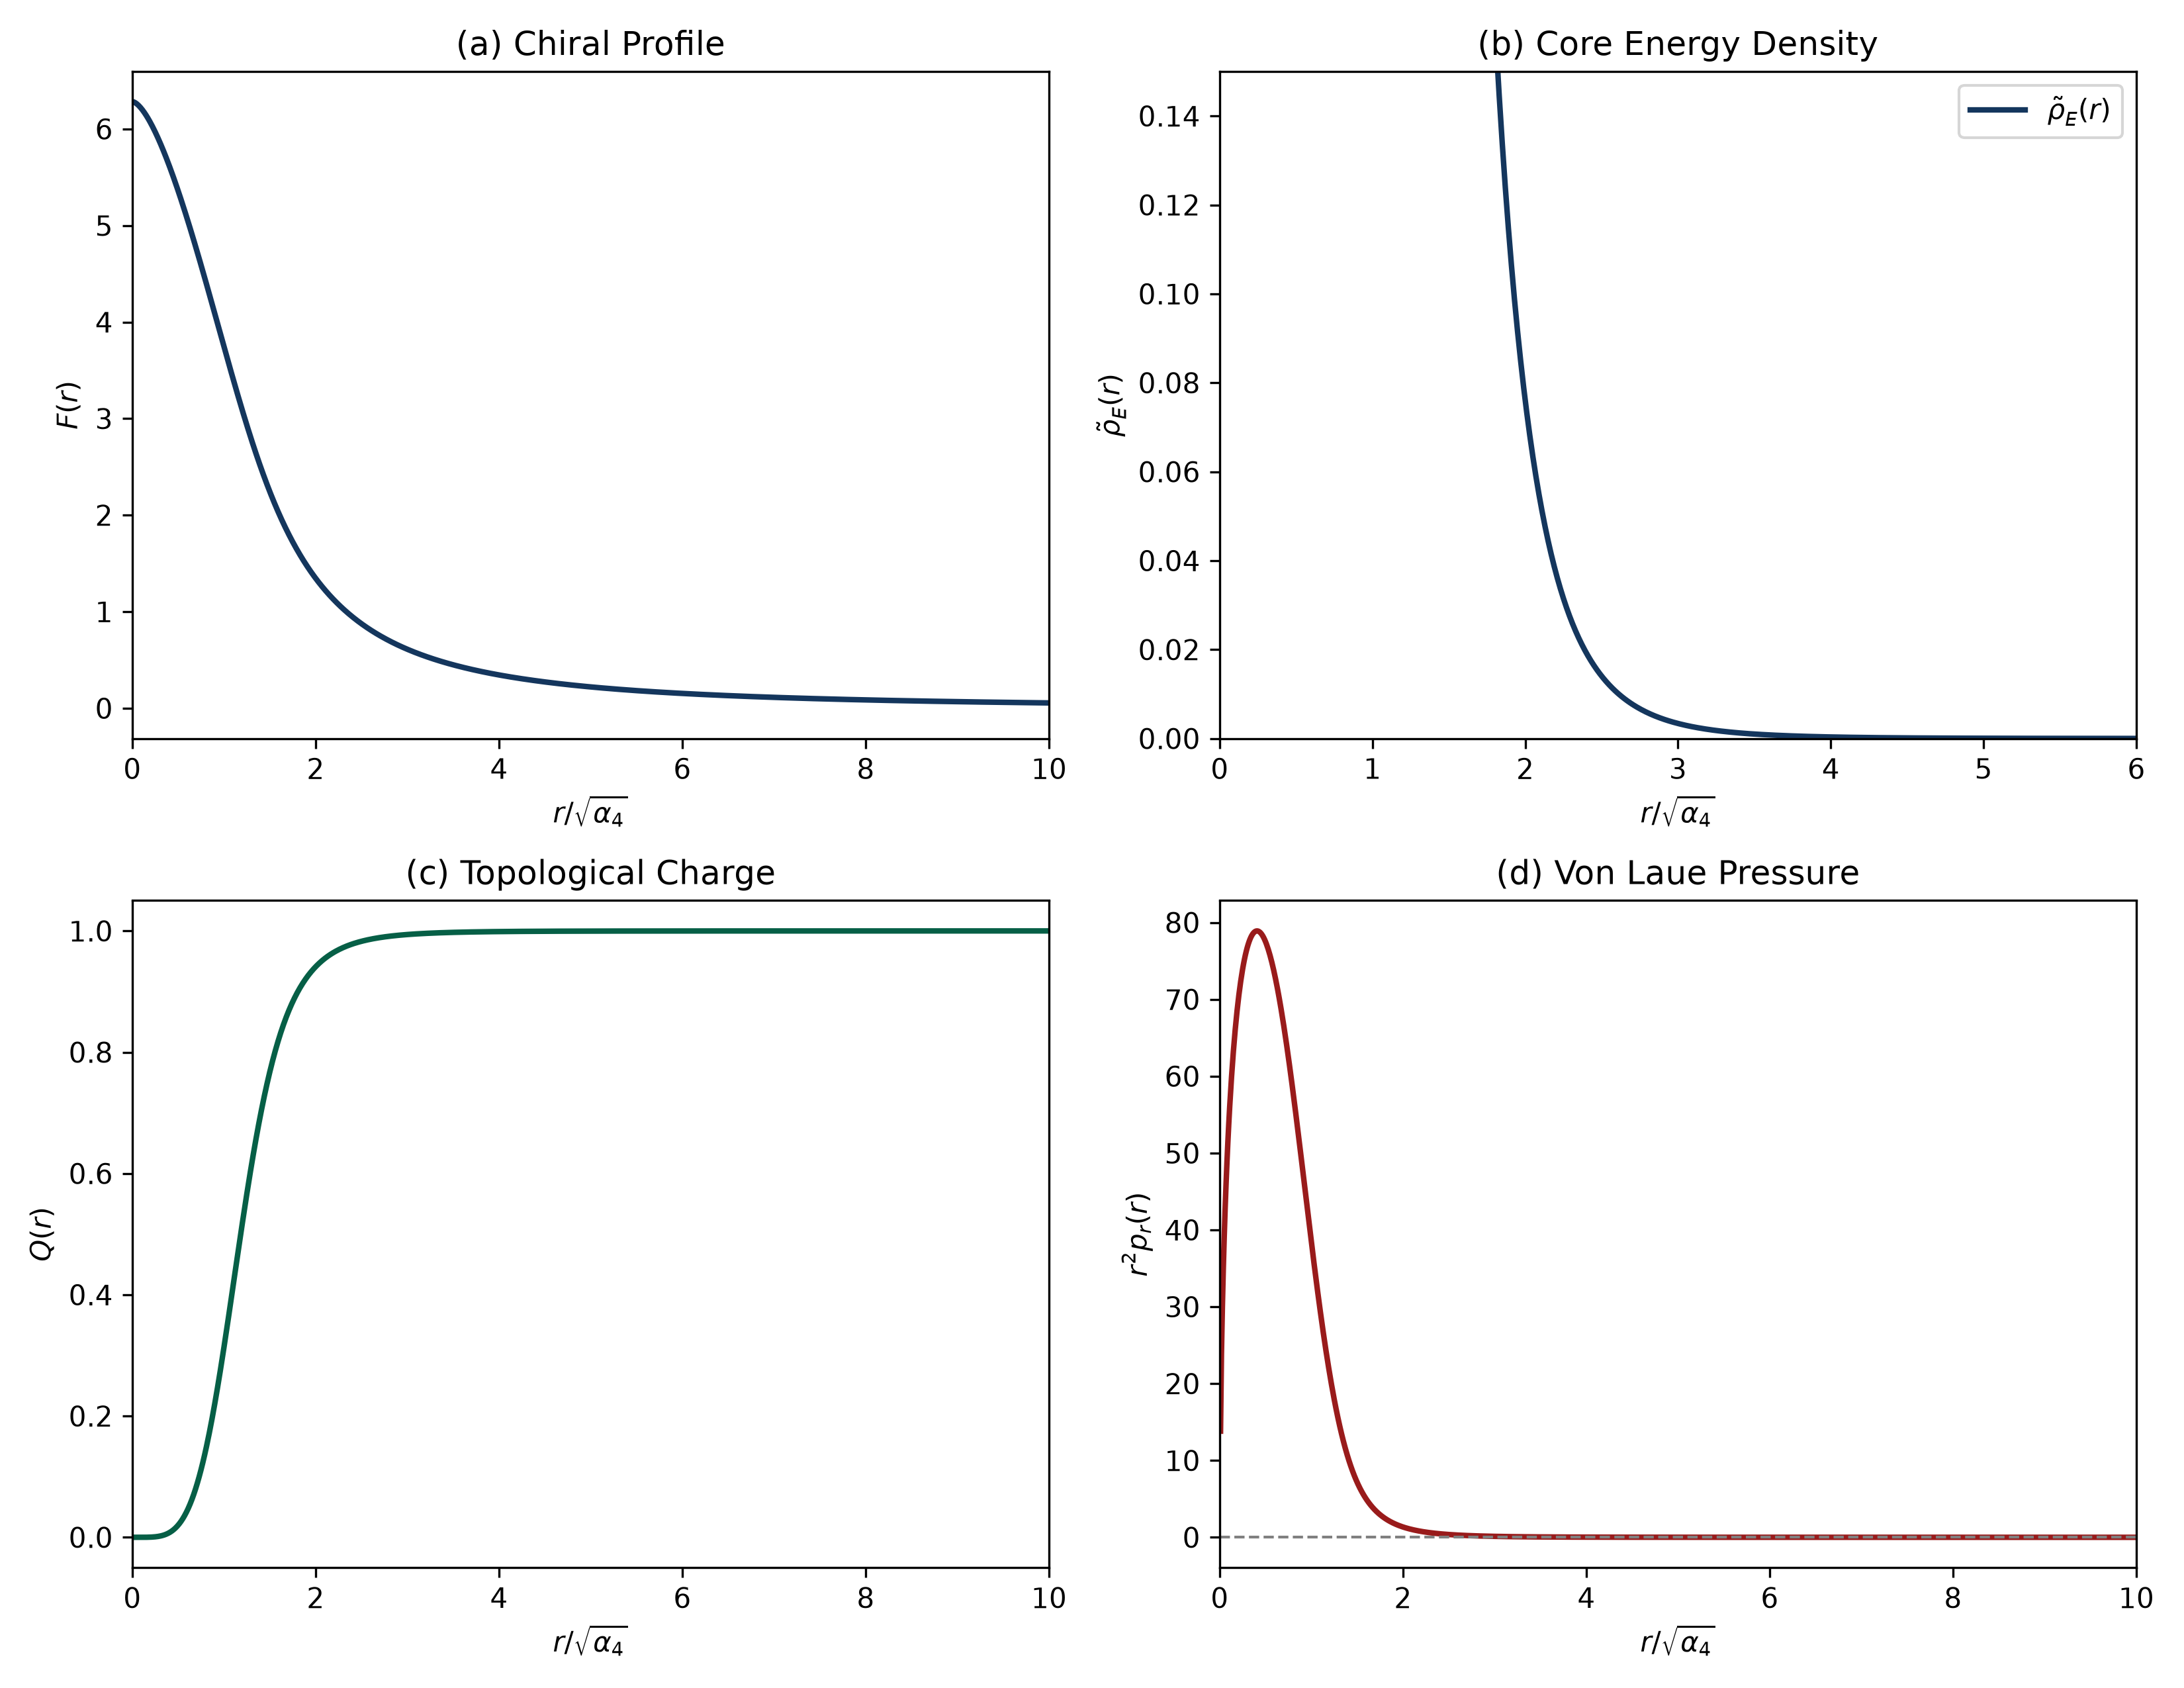 (a) Chiral Profile
F(r)
6
5
4
3
2
1
0
0 2 4 6 8 10
r/√α₄
(b) Core Energy Density
ρ̃_E(r)
ρ̃_E(r)
0.14
0.12
0.10
0.08
0.06
0.04
0.02
0.00
0 1 2 3 4 5 6
r/√α₄
(c) Topological Charge
Q(r)
1.0
0.8
0.6
0.4
0.2
0.0
0 2 4 6 8 10
r/√α₄
(d) Von Laue Pressure
r²p_r(r)
80
70
60
50
40
30
20
10
0
0 2 4 6 8 10
r/√α₄